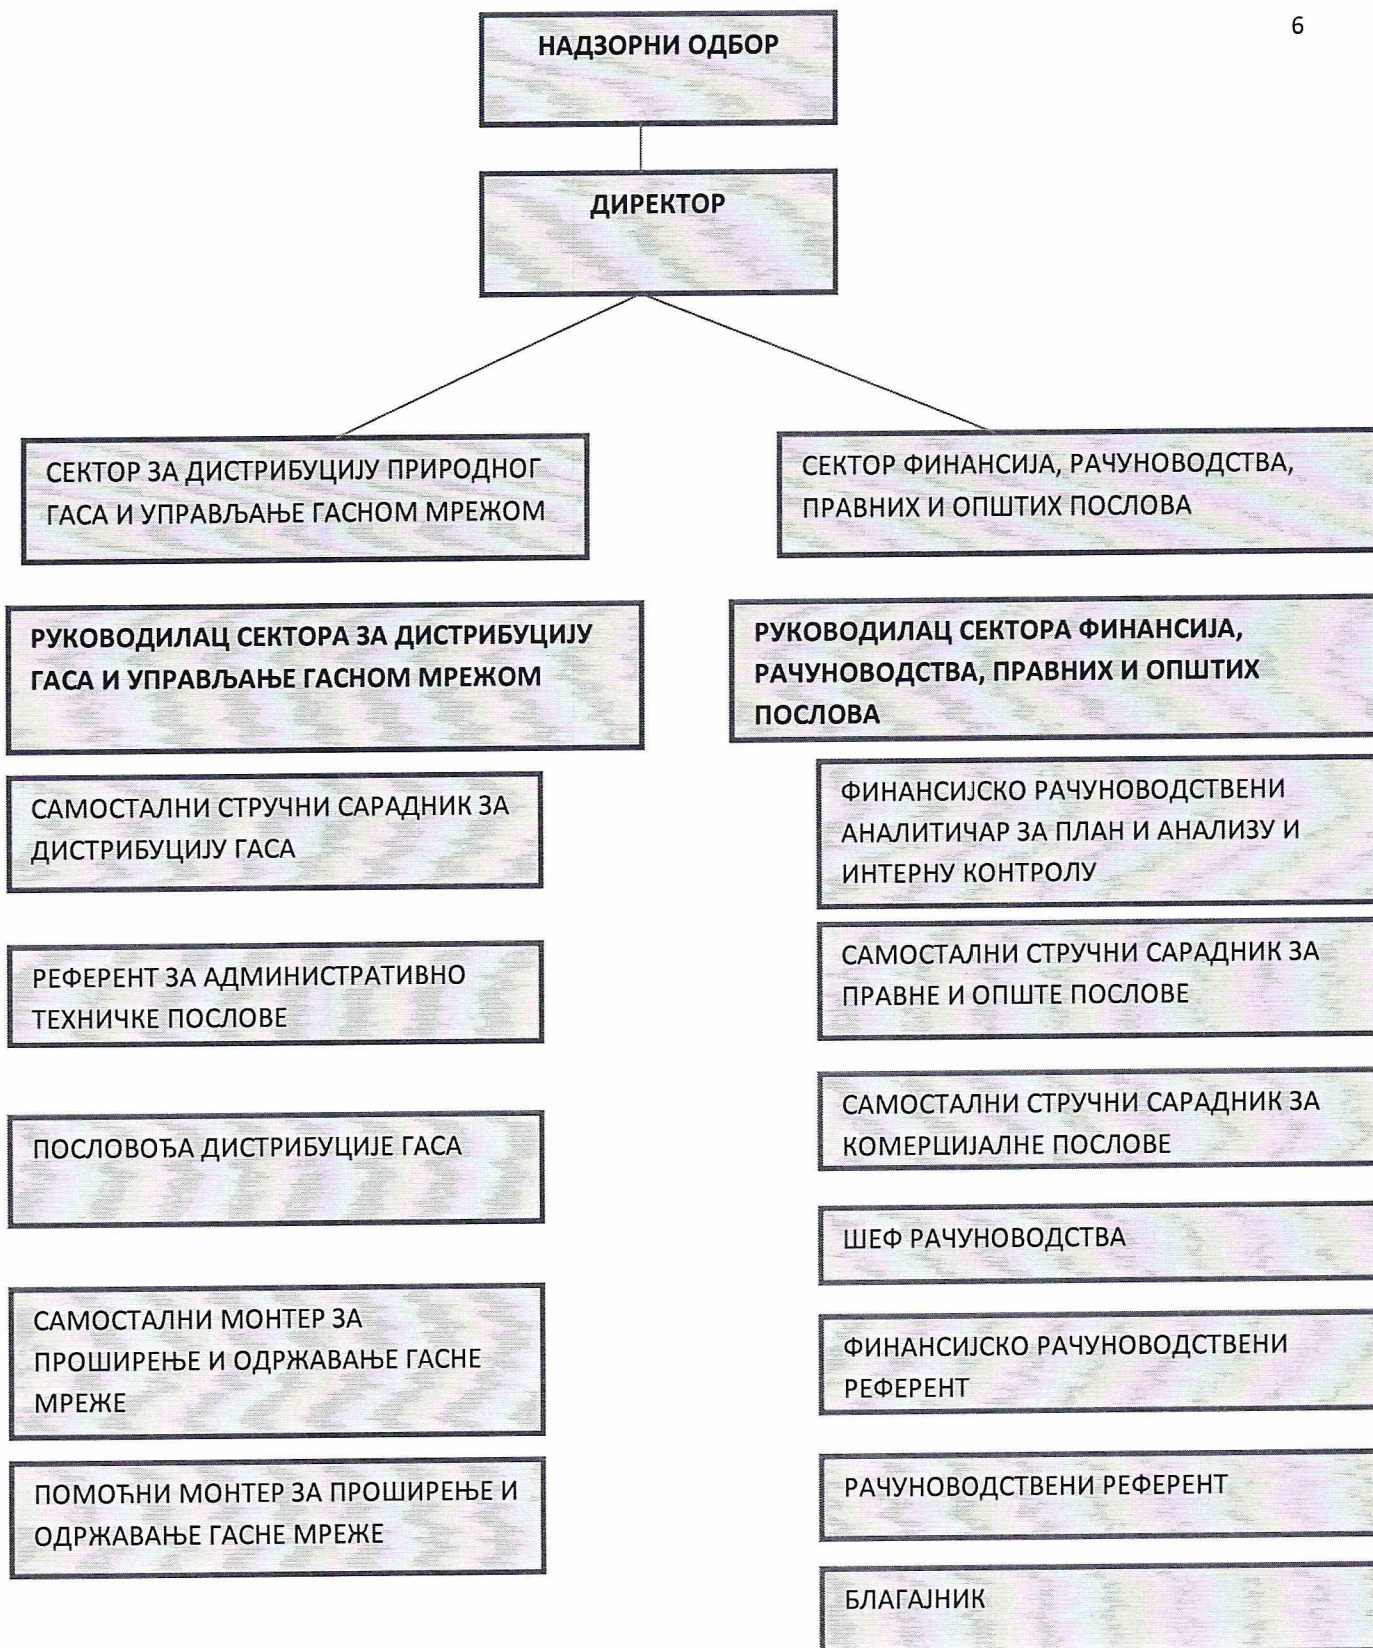 6
НАДЗОРНИ ОДБОР
ДИРЕКТОР
СЕКТОР ЗА ДИСТРИБУЦИЈУ ПРИРОДНОГ
ГАСА И УПРАВЉАЊЕ ГАСНОМ МРЕЖОМ
РУКОВОДИЛАЦ СЕКТОРА ЗА ДИСТРИБУЦИЈУ
ГАСА И УПРАВЉАЊЕ ГАСНОМ МРЕЖОМ
САМОСТАЛНИ СТРУЧНИ САРАДНИК ЗА
ДИСТРИБУЦИЈУ ГАСА
РЕФЕРЕНТ ЗА АДМИНИСТРАТИВНО
ТЕХНИЧКЕ ПОСЛОВЕ
ПОСЛОВОЂА ДИСТРИБУЦИЈЕ ГАСА
САМОСТАЛНИ МОНТЕР ЗА
ПРОШИРЕЊЕ И ОДРЖАВАЊЕ ГАСНЕ
МРЕЖЕ
ПОМОЋНИ МОНТЕР ЗА ПРОШИРЕЊЕ И
ОДРЖАВАЊЕ ГАСНЕ МРЕЖЕ
СЕКТОР ФИНАНСИЈА, РАЧУНОВОДСТВА,
ПРАВНИХ И ОПШТИХ ПОСЛОВА
РУКОВОДИЛАЦ СЕКТОРА ФИНАНСИЈА,
РАЧУНОВОДСТВА, ПРАВНИХ И ОПШТИХ
ПОСЛОВА
ФИНАНСИЈСКО РАЧУНОВОДСТВЕНИ
АНАЛИТИЧАР ЗА ПЛАН И АНАЛИЗУ И
ИНТЕРНУ КОНТРОЛУ
САМОСТАЛНИ СТРУЧНИ САРАДНИК ЗА
ПРАВНЕ И ОПШТЕ ПОСЛОВЕ
САМОСТАЛНИ СТРУЧНИ САРАДНИК ЗА
КОМЕРЦИЈАЛНЕ ПОСЛОВЕ
ШЕФ РАЧУНОВОДСТВА
ФИНАНСИЈСКО РАЧУНОВОДСТВЕНИ
РЕФЕРЕНТ
РАЧУНОВОДСТВЕНИ РЕФЕРЕНТ
БЛАГАЈНИК